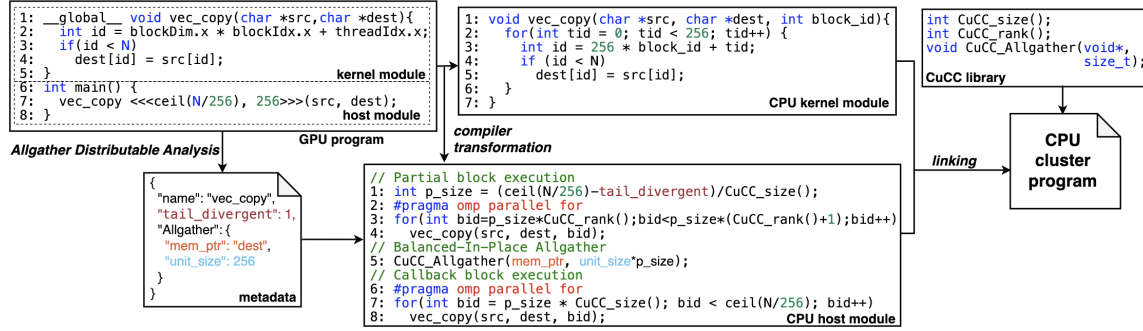 1: __global__ void vec_copy(char *src,char *dest){
2: int id = blockDim.x * blockIdx.x + threadIdx.x;
3: if(id < N)
4: dest[id] = src[id];
5: }
kernel module
6: int main() {
7: vec_copy <<<ceil(N/256), 256>>>(src, dest);
8: }
host module
GPU program
1: void vec_copy(char *src, char *dest, int block_id){
2: for(int tid = 0; tid < 256; tid++) {
3: int id = 256 * block_id + tid;
4: if (id < N)
5: dest[id] = src[id];
6: }
7: }
CPU kernel module
int CuCC_size();
int CuCC_rank();
void CuCC_Allgather(void*,
size_t);
CuCC library
Allgather Distributable Analysis
compiler
transformation
linking
CPU
cluster
program
{
"name": "vec_copy",
"tail_divergent": 1,
"Allgather": {
"mem_ptr": "dest",
"unit_size": 256
}
}
metadata
// Partial block execution
1: int p_size = (ceil(N/256)-tail_divergent)/CuCC_size();
2: #pragma omp parallel for
3: for(int bid=p_size*CuCC_rank();bid<p_size*(CuCC_rank()+1);bid++)
4: vec_copy(src, dest, bid);
// Balanced-In-Place Allgather
5: CuCC_Allgather(mem_ptr, unit_size*p_size);
// Callback block execution
6: #pragma omp parallel for
7: for(int bid = p_size * CuCC_size(); bid < ceil(N/256); bid++)
8: vec_copy(src, dest, bid);
CPU host module